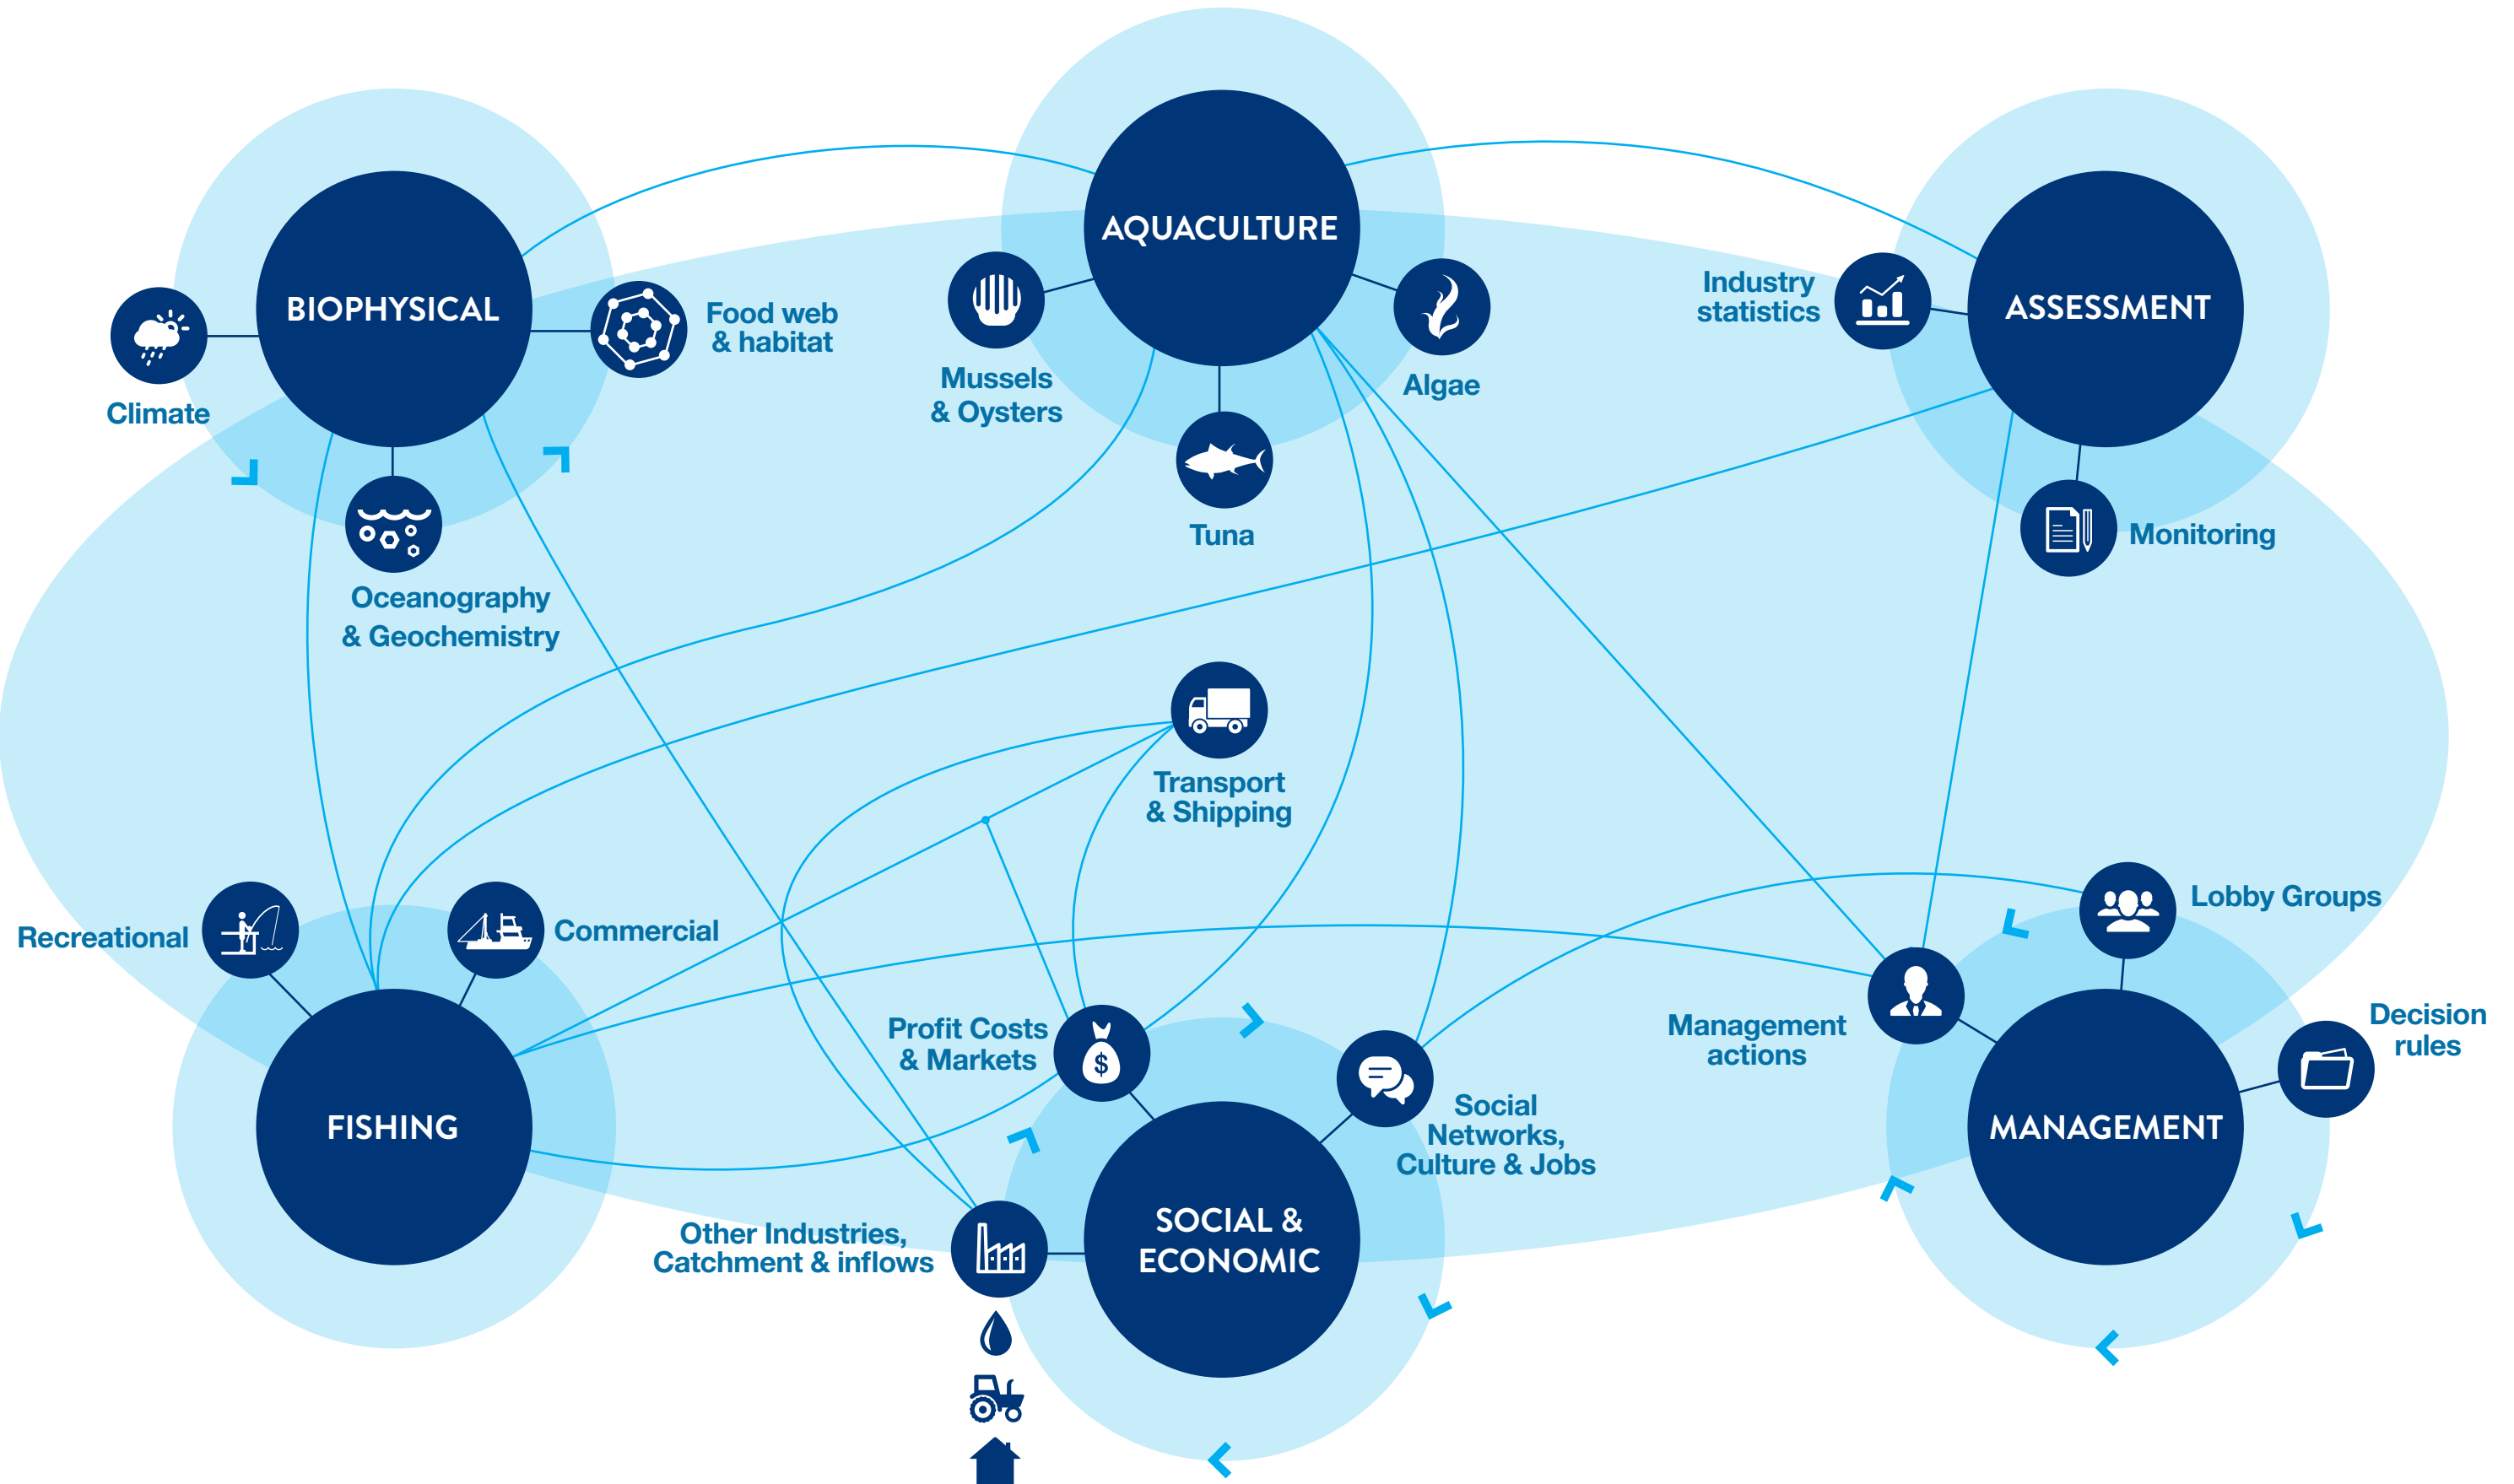 AQUACULTURE
BIOPHYSICAL
ASSESSMENT
Industry
statistics
Food web
& habitat
Mussels
& Oysters
Algae
Climate
Tuna
Monitoring
Oceanography
& Geochemistry
Transport
& Shipping
Lobby Groups
Recreational
Commercial
Decision
rules
Management
actions
Profit Costs
& Markets
$
FISHING
MANAGEMENT
Social
Networks,
Culture & Jobs
SOCIAL &
ECONOMIC
Other Industries,
Catchment & inflows